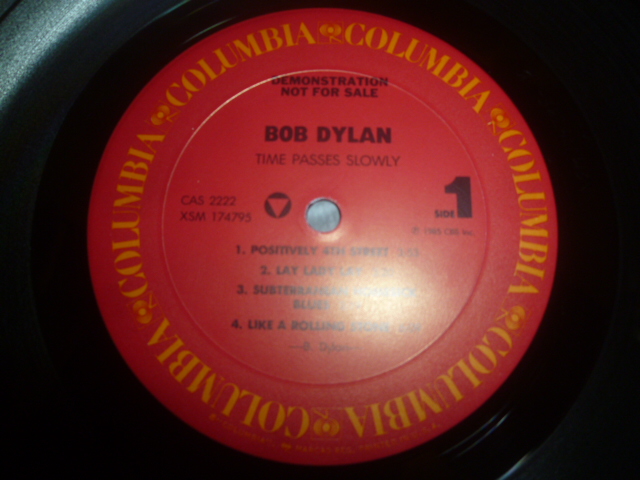 COLUMBIA COLUMBIA COLUMBIA COLUMBIA COLUMBIA COLUMBIA
DEMONSTRATION
NOT FOR SALE
BOB DYLAN
TIME PASSES SLOWLY
CAS 2222
XSM 174795
SIDE 1
1. POSITIVELY 4TH STREET
2. LAY LADY LAY
3. SUBTERRANEAN HOMESICK
BLUES
4. LIKE A ROLLING STONE